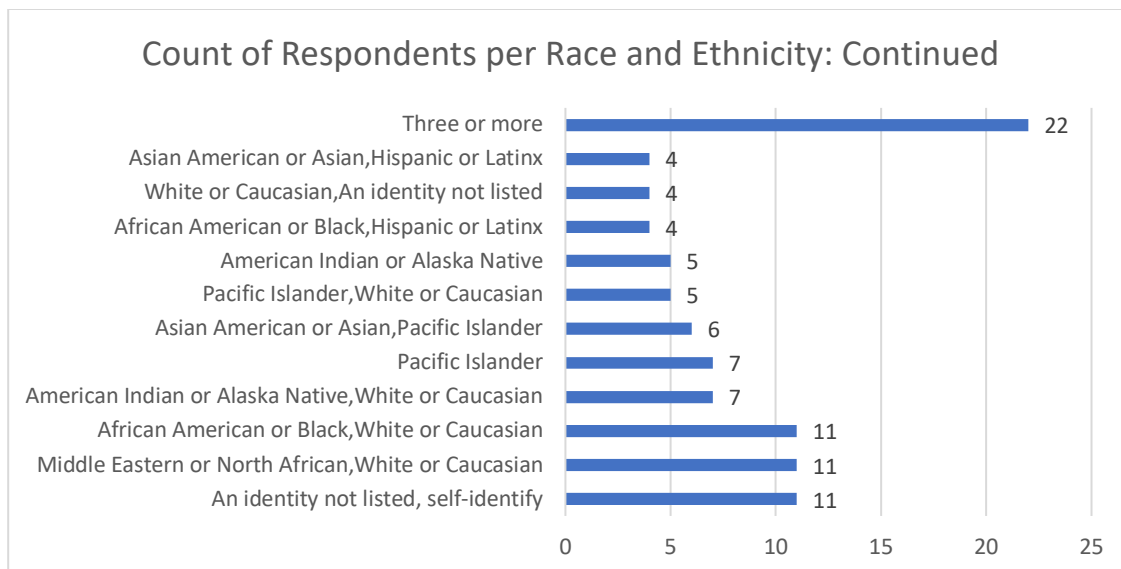 Count of Respondents per Race and Ethnicity: Continued
Three or more 22
Asian American or Asian,Hispanic or Latinx 4
White or Caucasian,An identity not listed 4
African American or Black,Hispanic or Latinx 4
American Indian or Alaska Native 5
Pacific Islander,White or Caucasian 5
Asian American or Asian,Pacific Islander 6
Pacific Islander 7
American Indian or Alaska Native,White or Caucasian 7
African American or Black,White or Caucasian 11
Middle Eastern or North African,White or Caucasian 11
An identity not listed, self-identify 11
0 5 10 15 20 25